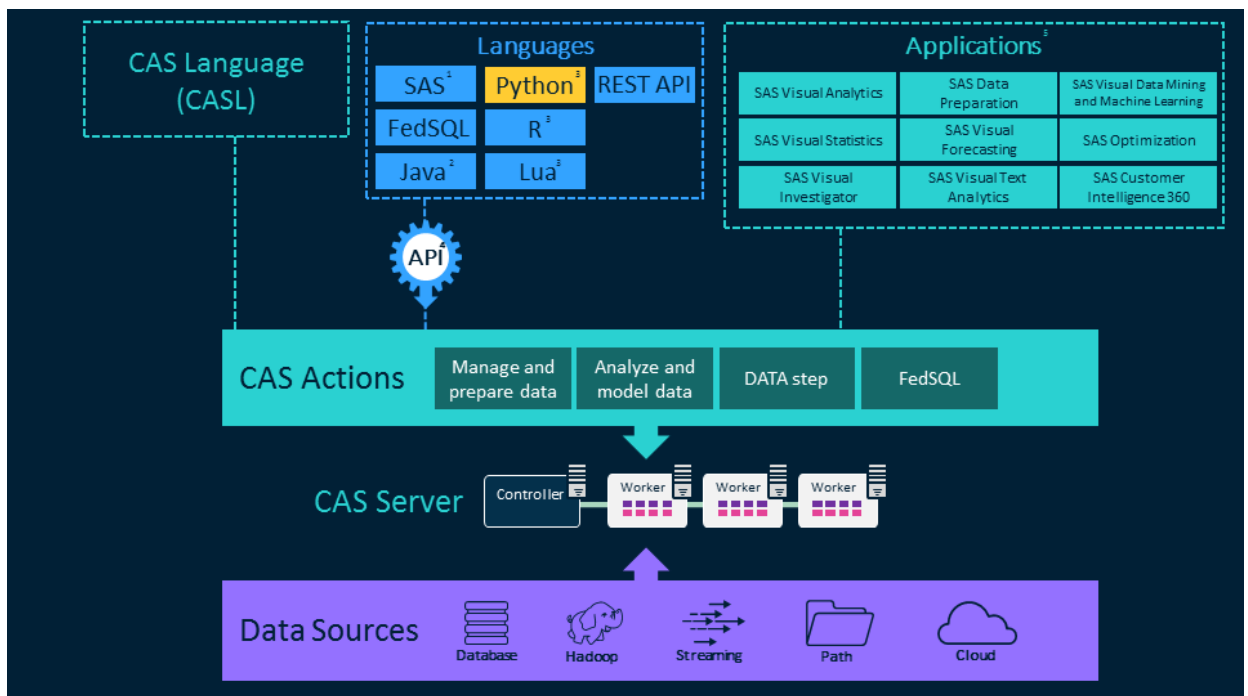 CAS Language
(CASL)
Languages
SAS¹
Python³
REST API
FedSQL
R³
Java²
Lua³
API⁴
Applications⁵
SAS Visual Analytics
SAS Data
Preparation
SAS Visual Data Mining
and Machine Learning
SAS Visual Statistics
SAS Visual
Forecasting
SAS Optimization
SAS Visual
Investigator
SAS Visual Text
Analytics
SAS Customer
Intelligence 360
CAS Actions
Manage and
prepare data
Analyze and
model data
DATA step
FedSQL
CAS Server
Controller
Worker
Worker
Worker
Data Sources
Database
Hadoop
Streaming
Path
Cloud